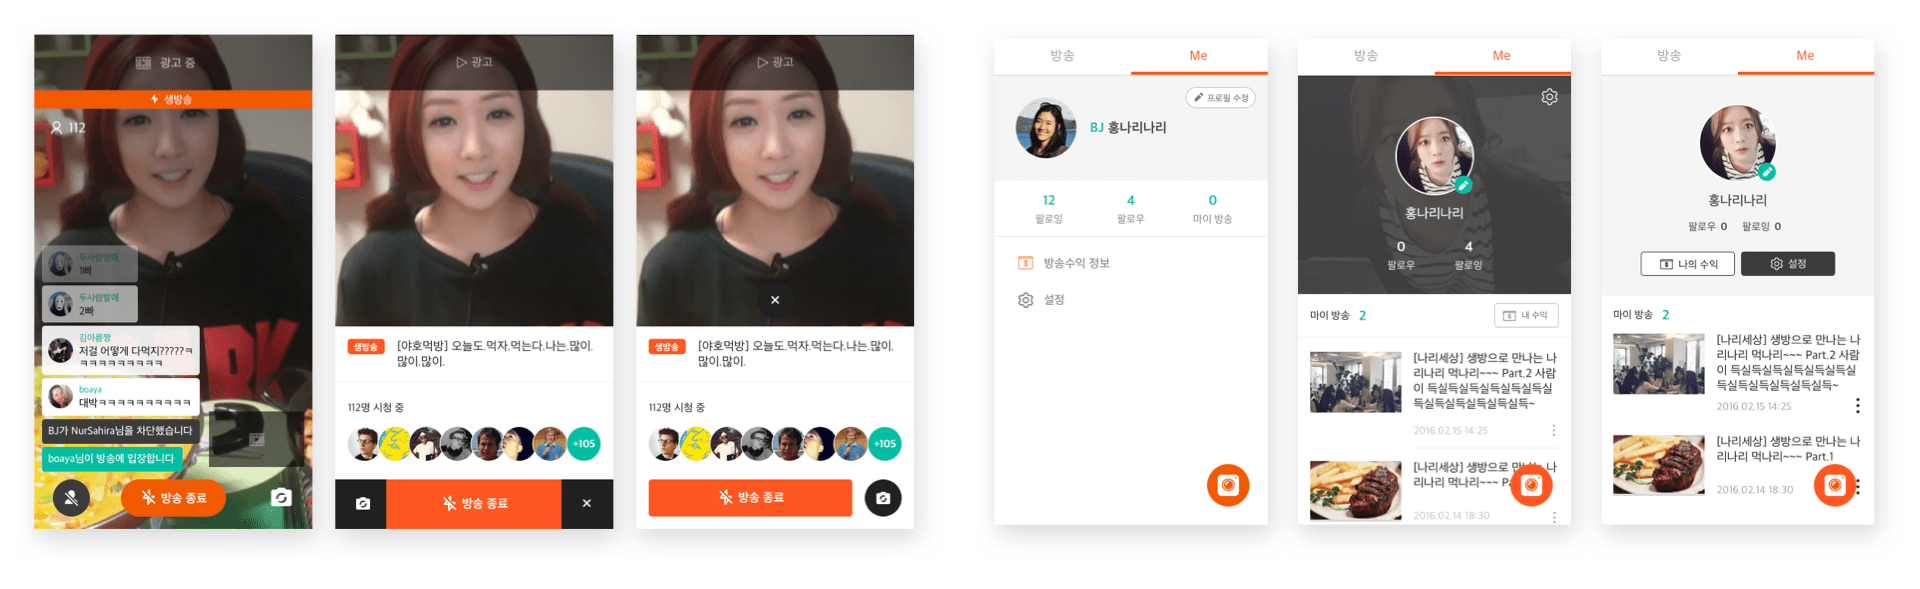 광고 중
생방송
112
두사람밤에
1빠
두사람밤에
2빠
김아름짱
저걸 어떻게 다먹지?????ㅋ
ㅋㅋㅋㅋㅋㅋㅋㅋㅋ
boaya
대박ㅋㅋㅋㅋㅋㅋㅋㅋㅋㅋ
BJ가 NurSahira님을 차단했습니다
boaya님이 방송에 입장합니다
방송 종료
광고
생방송
[야호먹방] 오늘도.먹자.먹는다.나는.많이.
많이.많이.
112명 시청 중
+105
방송 종료
광고
생방송
[야호먹방] 오늘도.먹자.먹는다.나는.많이.
많이.많이.
112명 시청 중
+105
방송 종료
방송
Me
프로필 수정
BJ 홍나리나리
12
4
0
팔로잉
팔로우
마이 방송
방송수익 정보
설정
방송
Me
홍나리나리
0
4
팔로우
팔로잉
마이 방송 2
내 수익
[나리세상] 생방으로 만나는 나
리나리 먹나리~~~ Part.2 사람
이 득실득실득실득실득실득실
득실득실득실득실득실득~
2016.02.15 14:25
[나리세상] 생방으로 만나는 나
리나리 먹나리~~~
2016.02.14 18:30
방송
Me
홍나리나리
팔로우 0 팔로잉 0
나의 수익
설정
마이 방송 2
[나리세상] 생방으로 만나는 나
리나리 먹나리~~~ Part.2 사람
이 득실득실득실득실득실득실
득실득실득실득실득실득실~
2016.02.15 14:25
[나리세상] 생방으로 만나는 나
리나리 먹나리~~~ Part.1
2016.02.14 18:30